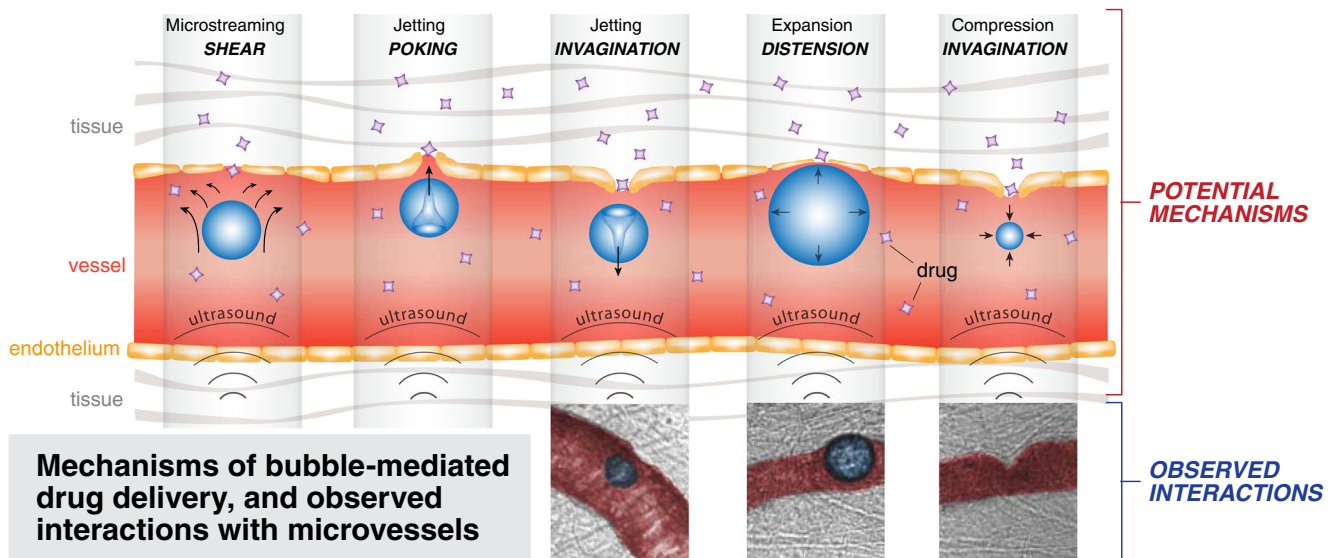 Microstreaming
SHEAR
Jetting
POKING
Jetting
INVAGINATION
Expansion
DISTENSION
Compression
INVAGINATION
tissue
vessel
endothelium
tissue
drug
ultrasound
ultrasound
ultrasound
ultrasound
ultrasound
POTENTIAL
MECHANISMS
OBSERVED
INTERACTIONS
Mechanisms of bubble-mediated
drug delivery, and observed
interactions with microvessels